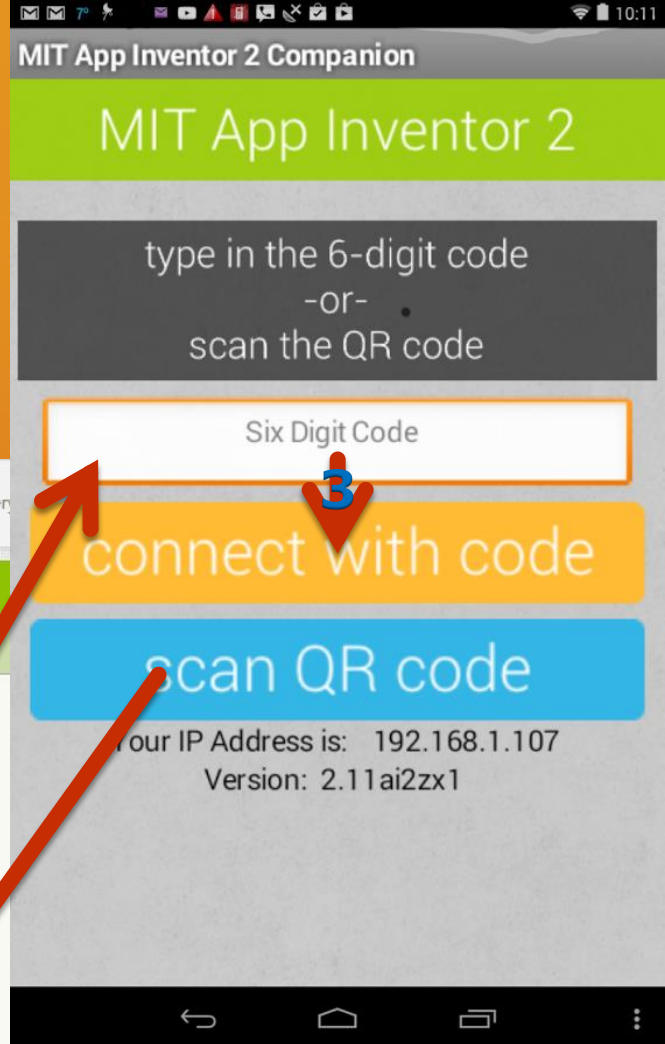 7° 10:11
MIT App Inventor 2 Companion
MIT App Inventor 2
type in the 6-digit code
-or-
scan the QR code
Six Digit Code
3
connect with code
scan QR code
Your IP Address is: 192.168.1.107
Version: 2.11ai2zx1